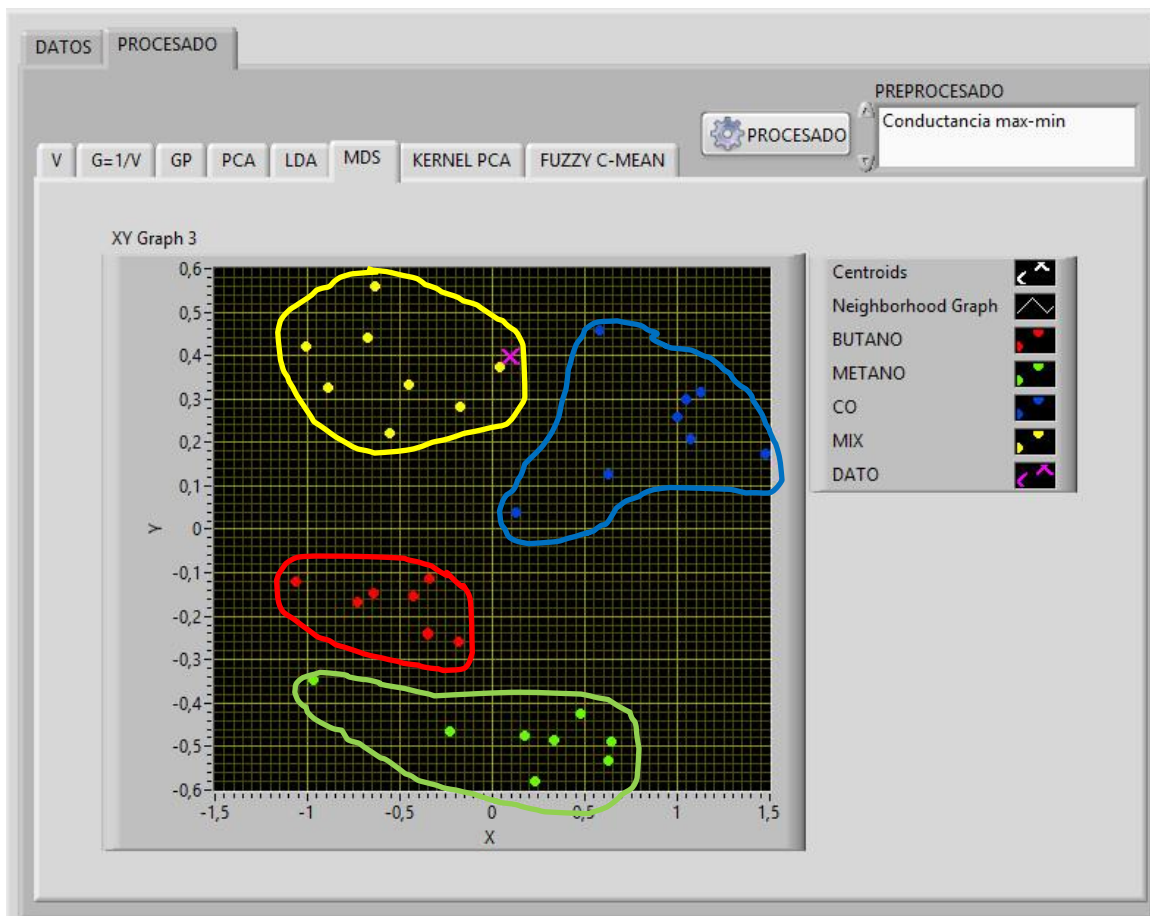 DATOS PROCESADO
PREPROCESADO
PROCESADO
Conductancia max-min
V G=1/V GP PCA LDA MDS KERNEL PCA FUZZY C-MEAN
XY Graph 3
Centroids
Neighborhood Graph
BUTANO
METANO
CO
MIX
DATO
0,6
0,5
0,4
0,3
0,2
0,1
0
-0,1
-0,2
-0,3
-0,4
-0,5
-0,6
Y
-1,5 -1 -0,5 0 0,5 1 1,5
X